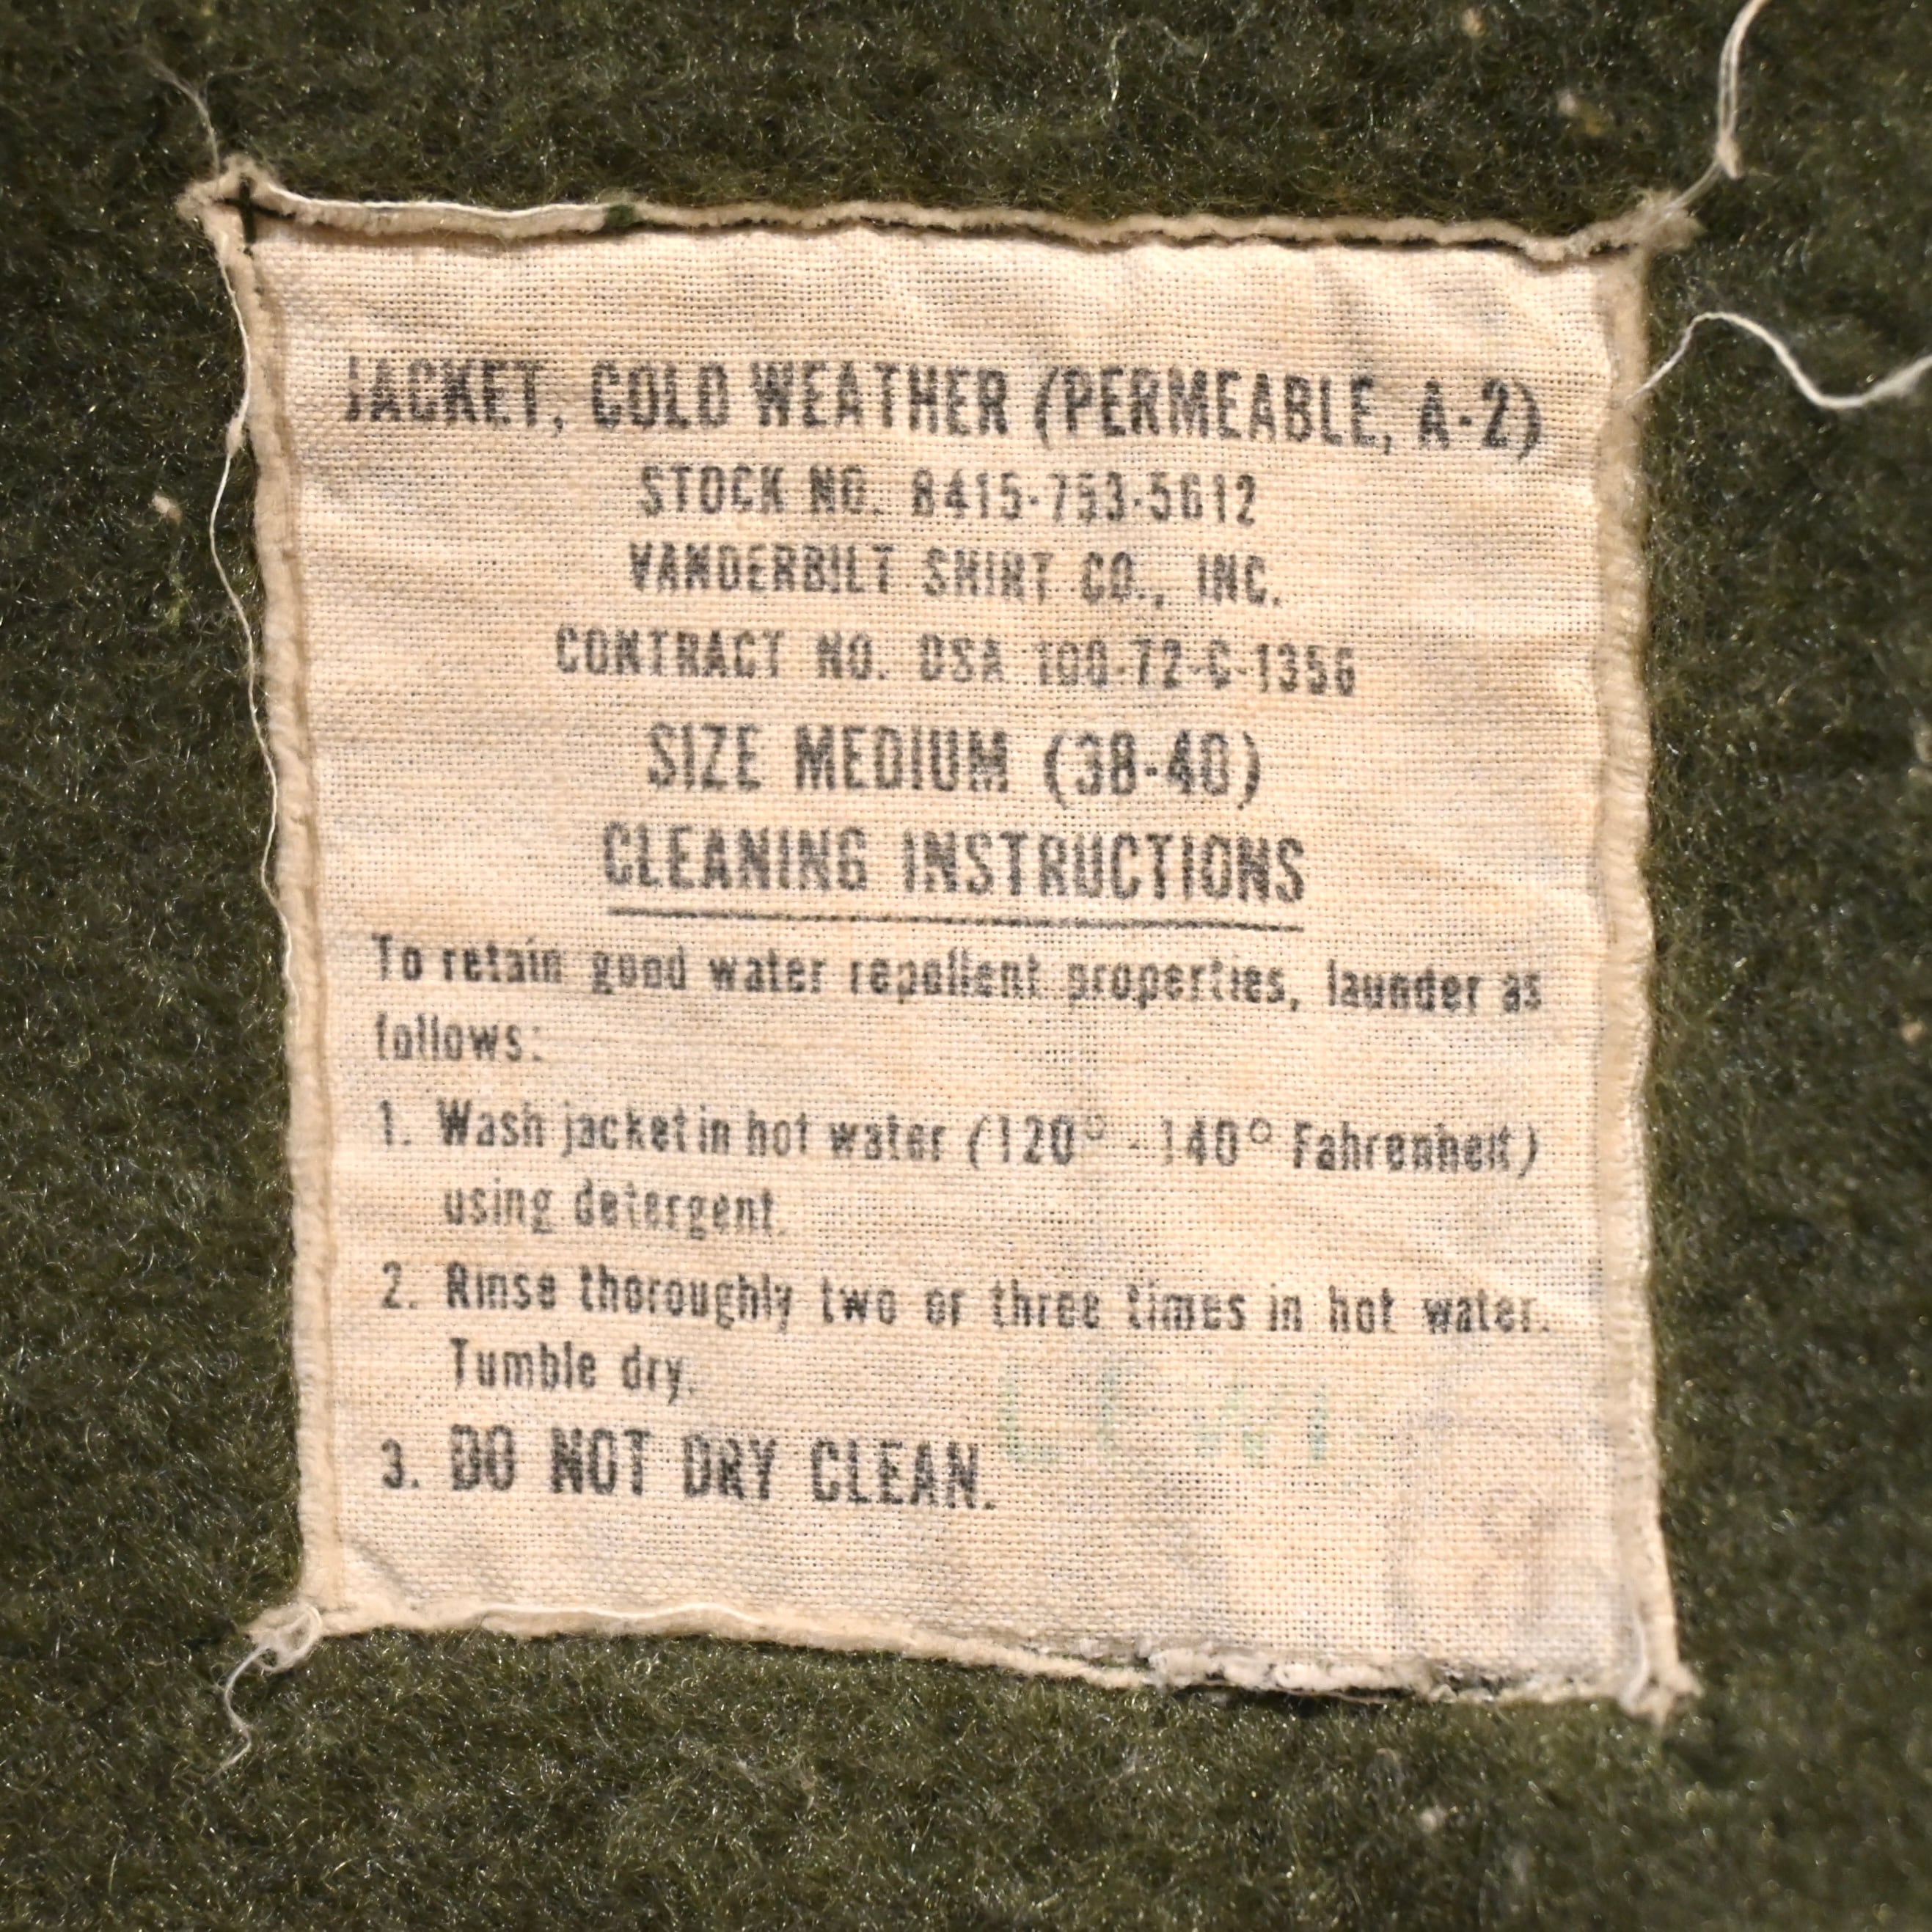 JACKET, COLD WEATHER (PERMEABLE, A-2)
STOCK NO. 8415-753-5612
VANDERBILT SHIRT CO., INC.
CONTRACT NO. DSA 100-72-C-1356
SIZE MEDIUM (38-40)
CLEANING INSTRUCTIONS
To retain good water repellent properties, launder as
follows:
1. Wash jacket in hot water (120° - 140° Fahrenheit)
using detergent.
2. Rinse thoroughly two or three times in hot water.
Tumble dry.
3. DO NOT DRY CLEAN.